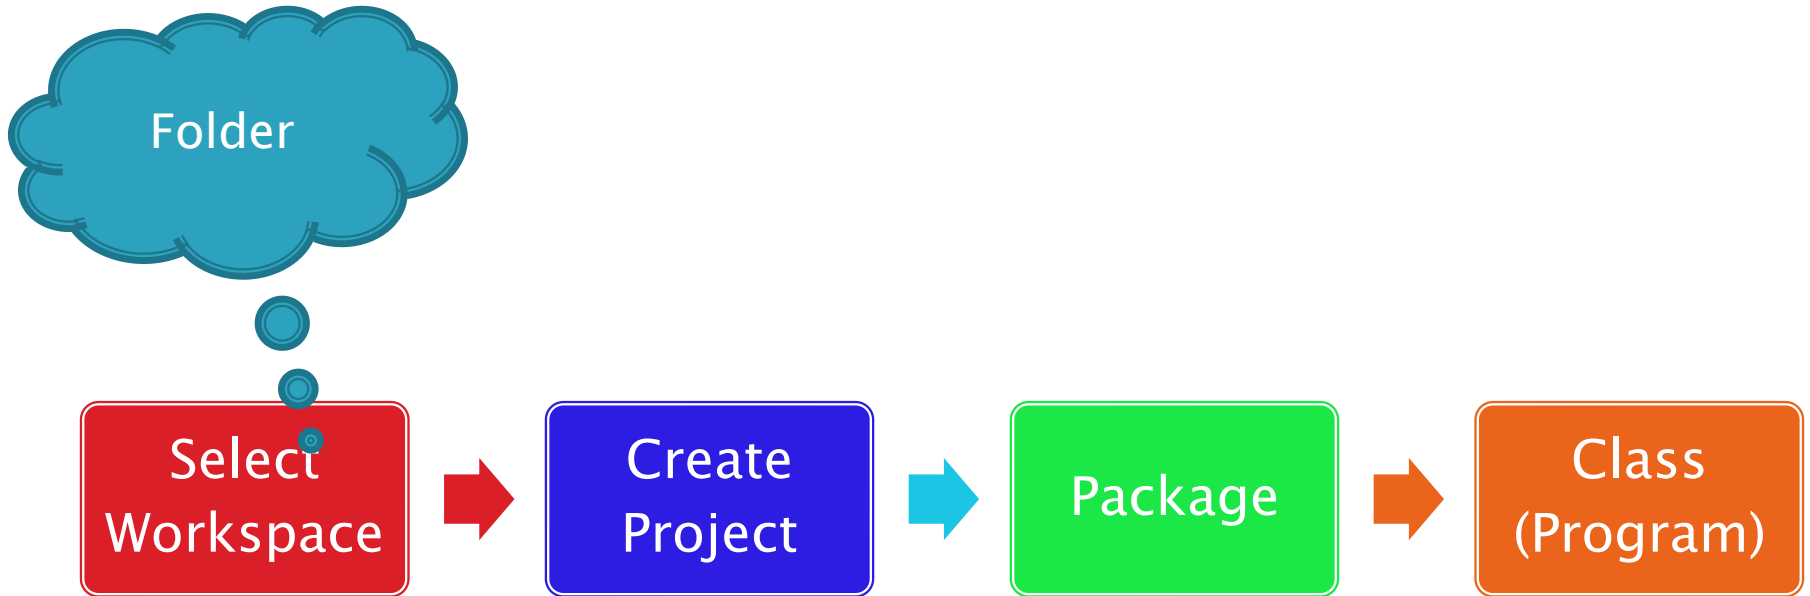 Folder
Select
Workspace
Create
Project
Package
Class
(Program)